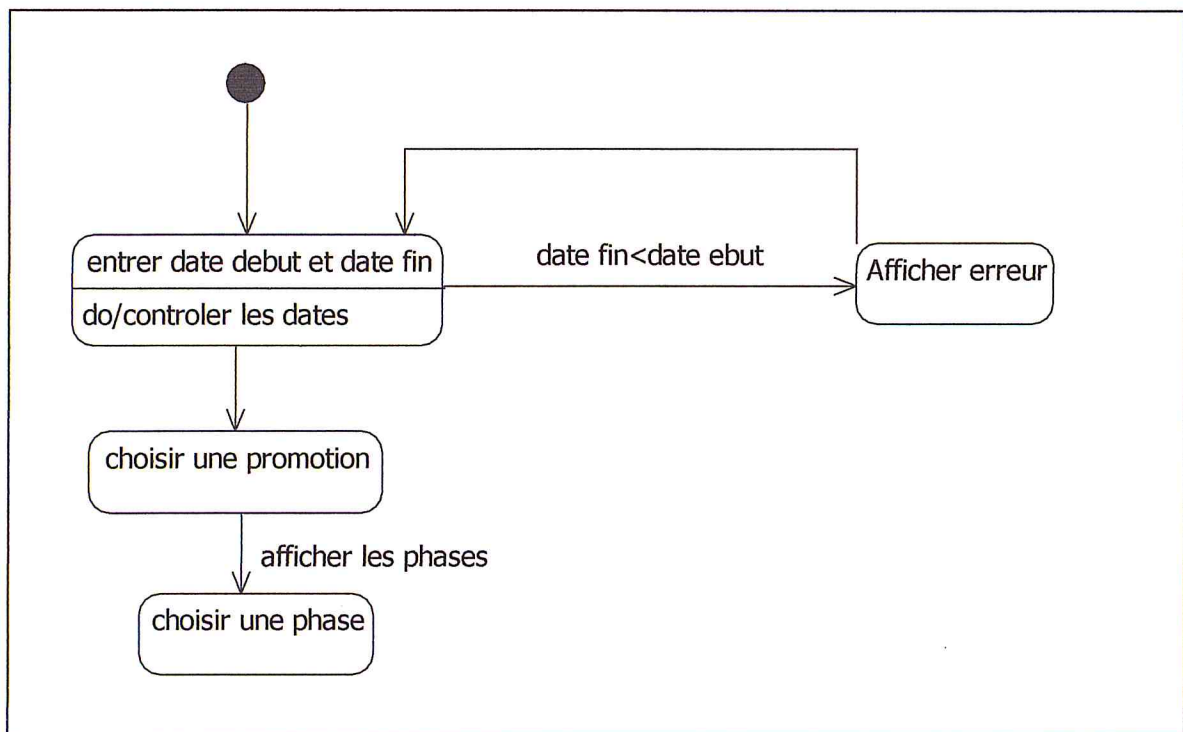 entrer date debut et date fin
do/controler les dates
date fin<date ebut
Afficher erreur
choisir une promotion
afficher les phases
choisir une phase